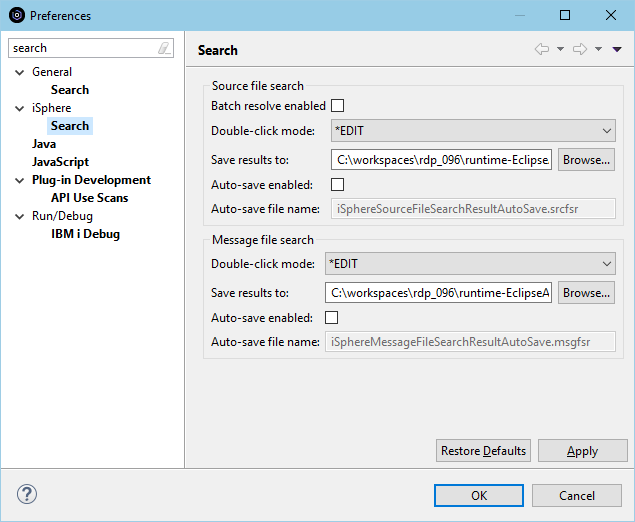 Preferences
search
Search
General
Search
iSphere
Search
Java
JavaScript
Plug-in Development
API Use Scans
Run/Debug
IBM i Debug
Source file search
Batch resolve enabled
Double-click mode: *EDIT
Save results to: C:\workspaces\rdp_096\runtime-Eclipse Browse...
Auto-save enabled:
Auto-save file name: iSphereSourceFileSearchResultAutoSave.srcfsr
Message file search
Double-click mode: *EDIT
Save results to: C:\workspaces\rdp_096\runtime-EclipseA Browse...
Auto-save enabled:
Auto-save file name: iSphereMessageFileSearchResultAutoSave.msgfsr
Restore Defaults Apply
? OK Cancel